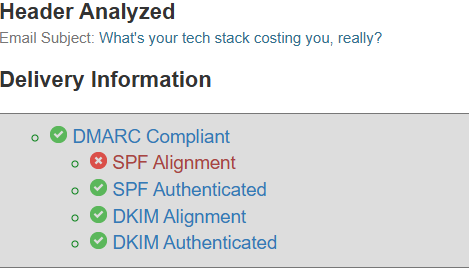 Header Analyzed
Email Subject: What's your tech stack costing you, really?
Delivery Information
DMARC Compliant
SPF Alignment
SPF Authenticated
DKIM Alignment
DKIM Authenticated